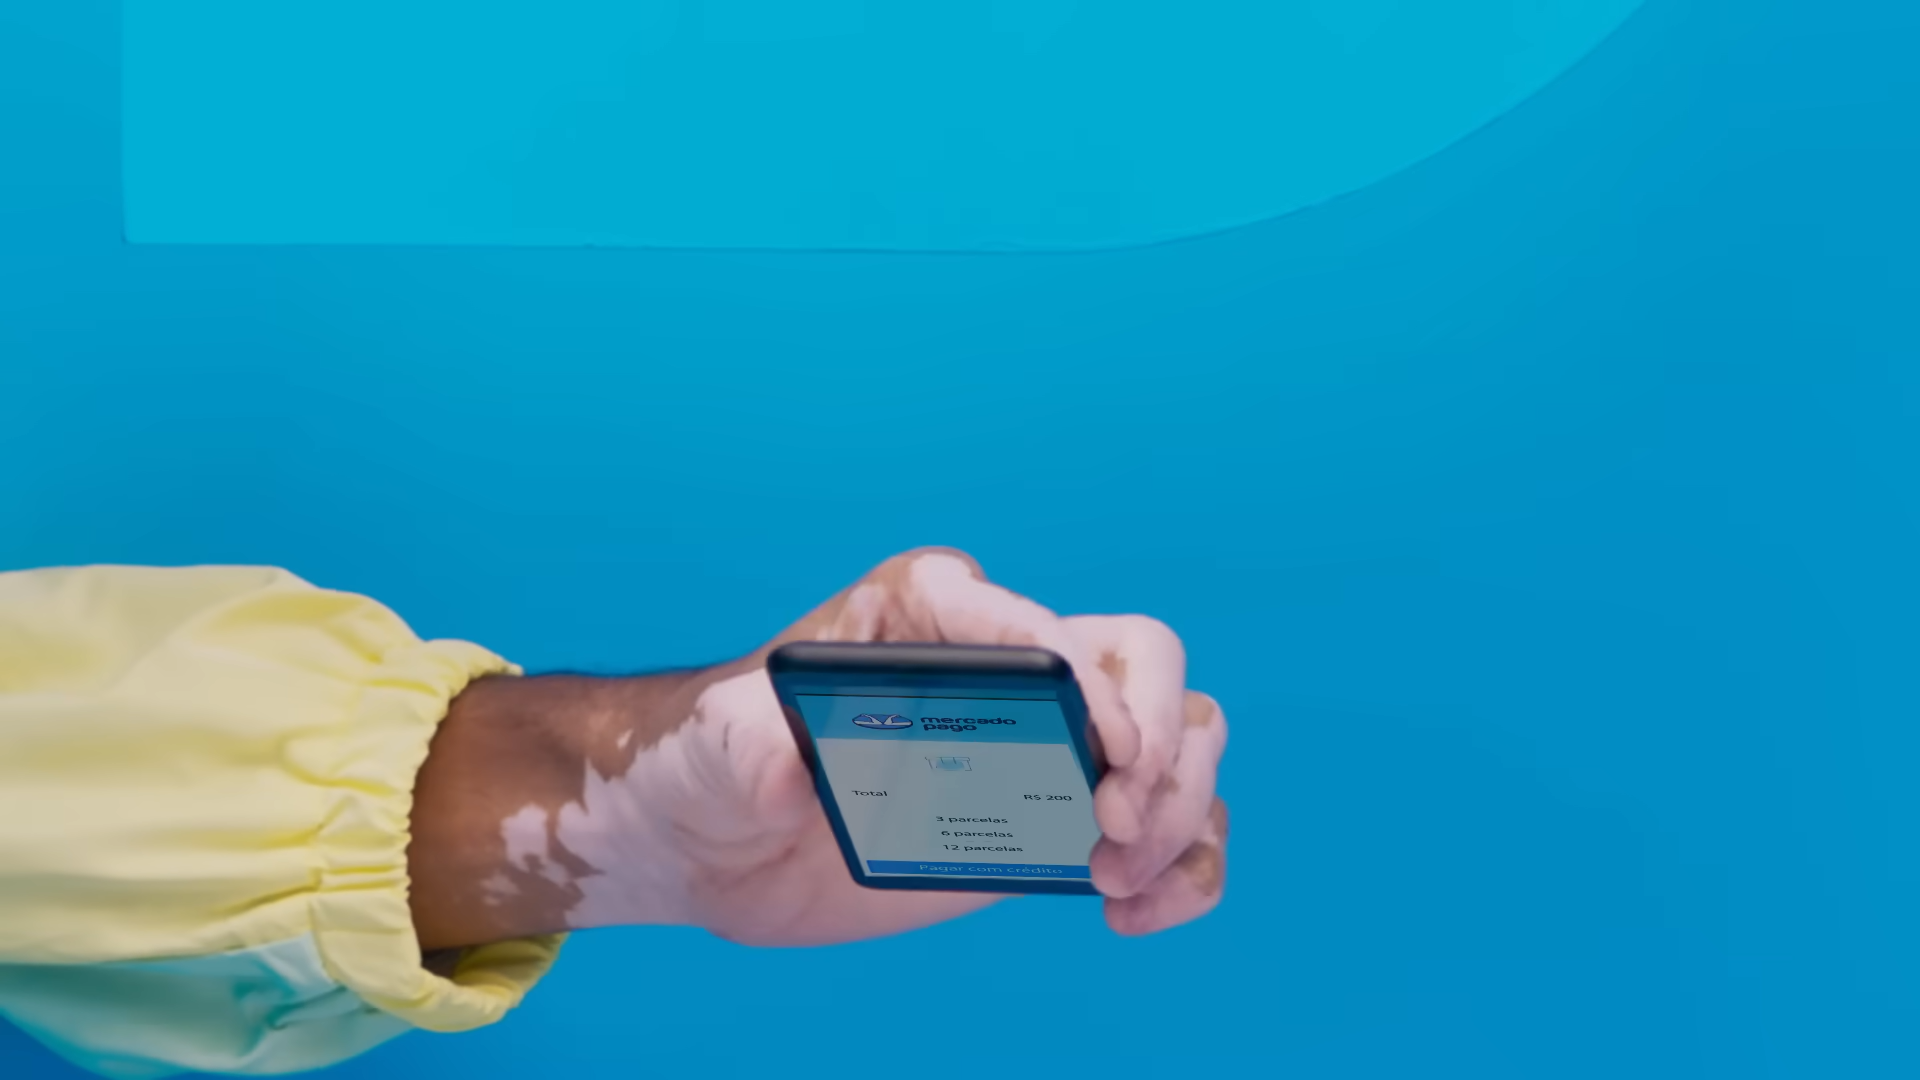 mercado
pago
Total
R$ 200
3 parcelas
6 parcelas
12 parcelas
Pagar com crédito